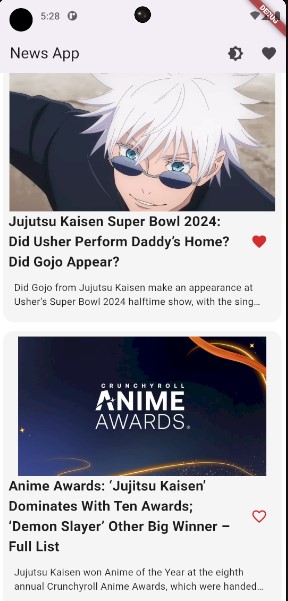 5:28
DEBUG
News App
Jujutsu Kaisen Super Bowl 2024:
Did Usher Perform Daddy’s Home?
Did Gojo Appear?
Did Gojo from Jujutsu Kaisen make an appearance at
Usher's Super Bowl 2024 halftime show, with the sing…
CRUNCHYROLL
ANIME
AWARDS
Anime Awards: ‘Jujitsu Kaisen’
Dominates With Ten Awards;
‘Demon Slayer’ Other Big Winner –
Full List
Jujutsu Kaisen won Anime of the Year at the eighth
annual Crunchyroll Anime Awards, which were handed…